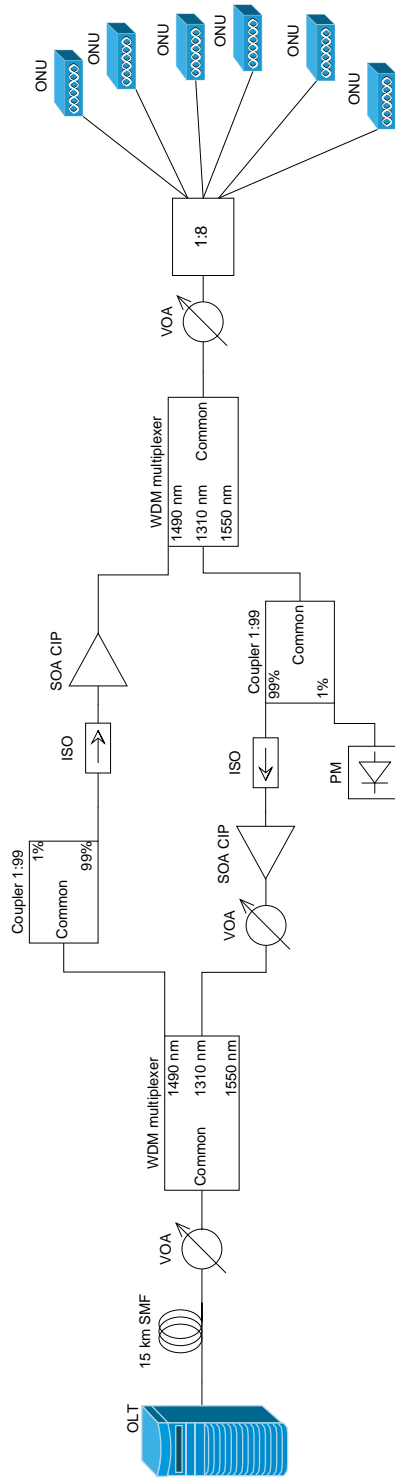 OLT
15 km SMF
VOA
WDM multiplexer
Common
1490 nm
1310 nm
1550 nm
Coupler 1:99
Common
1%
99%
ISO
SOA CIP
VOA
SOA CIP
ISO
Coupler 1:99
99%
Common
1%
PM
WDM multiplexer
1490 nm
1310 nm
Common
1550 nm
VOA
1:8
ONU
ONU
ONU
ONU
ONU
ONU